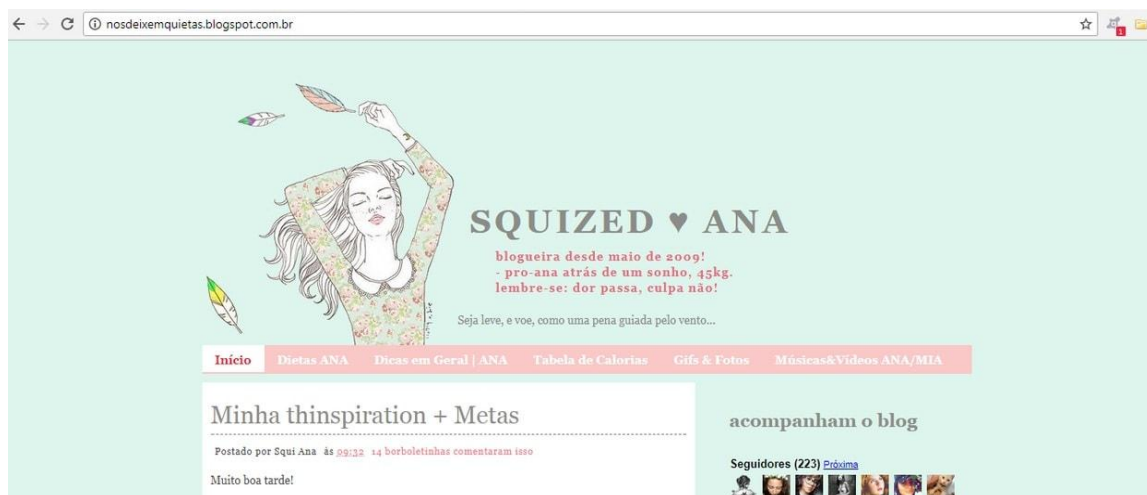 nosdeixemquietas.blogspot.com.br
1
SQUIZED ♥ ANA
blogueira desde maio de 2009!
- pro-ana atrás de um sonho, 45kg.
lembre-se: dor passa, culpa não!
Seja leve, e voe, como uma pena guiada pelo vento...
Início Dietas ANA Dicas em Geral | ANA Tabela de Calorias Gifs & Fotos Músicas&Vídeos ANA/MIA
Minha thinspiration + Metas
acompanham o blog
Postado por Squi Ana às 09:32 14 borboletinhas comentaram isso
Seguidores (223) Próxima
Muito boa tarde!